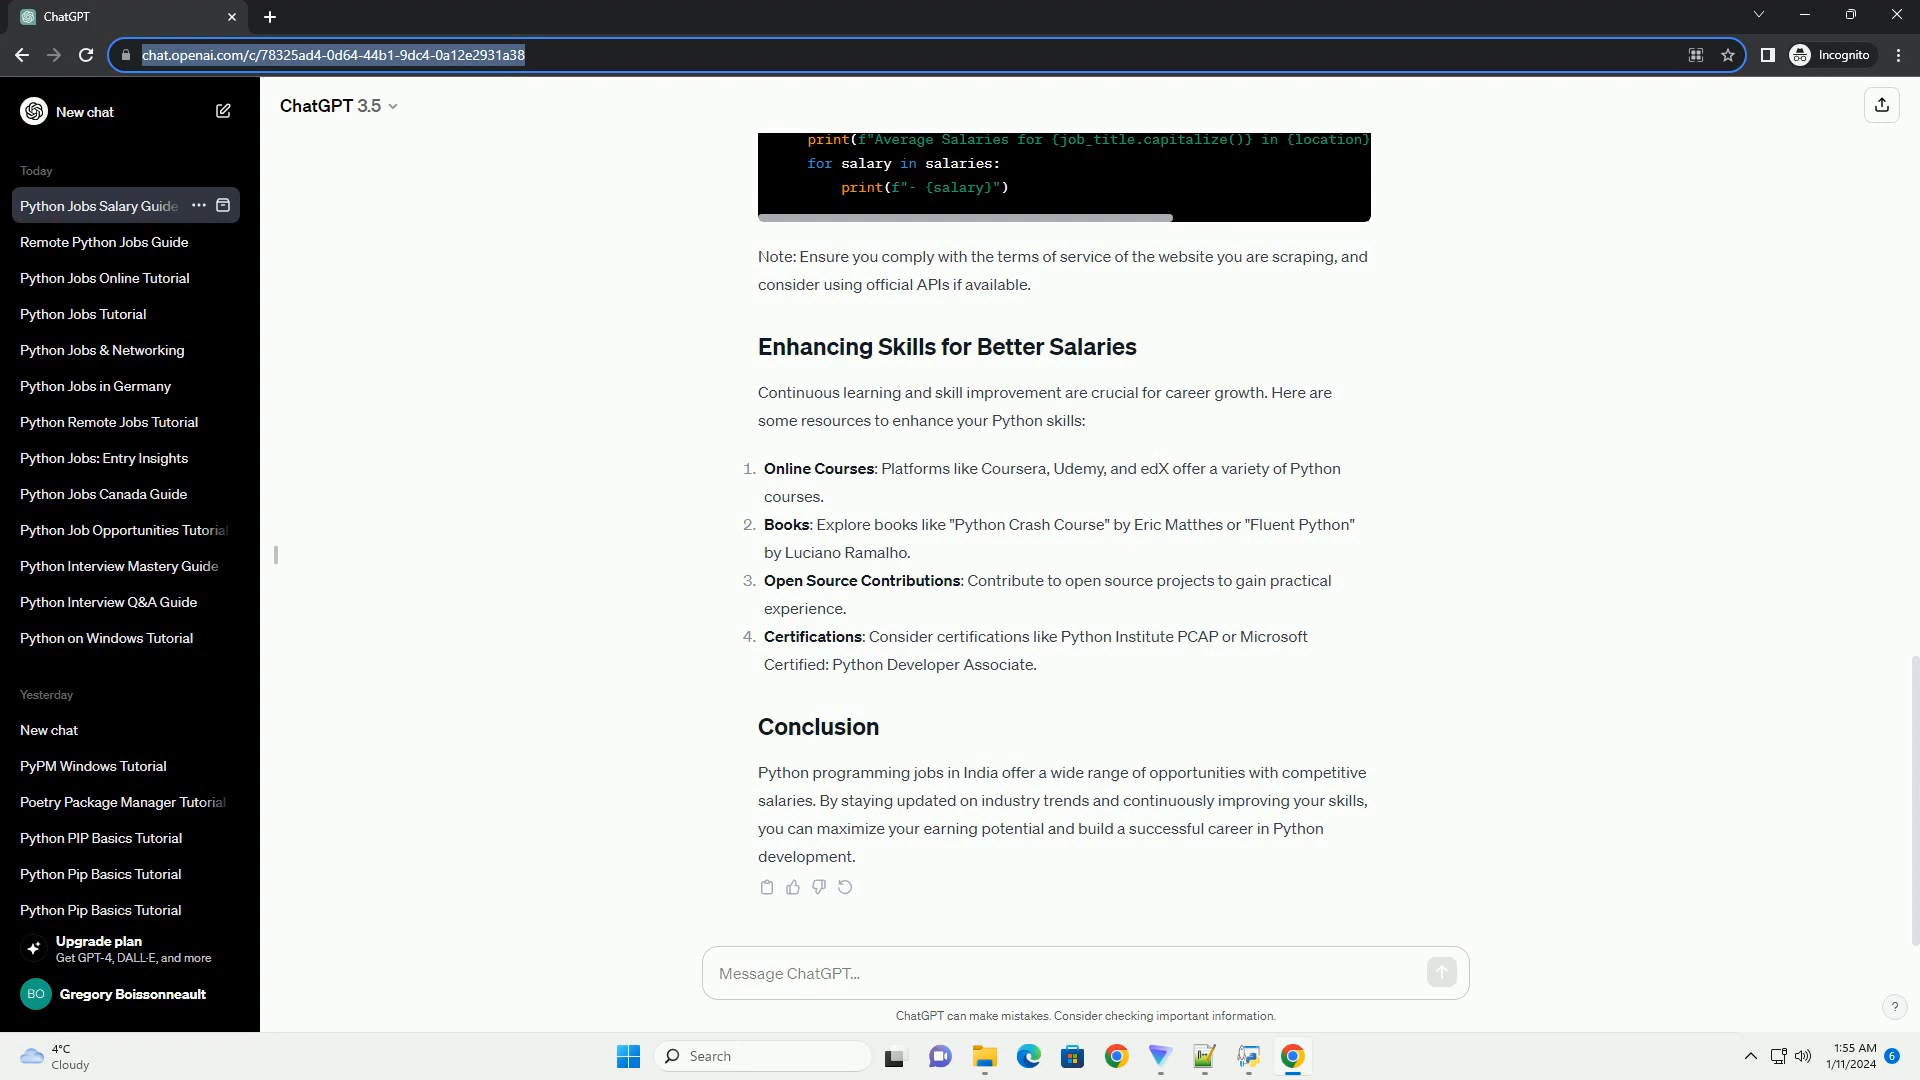 ChatGPT
chat.openai.com/c/78325ad4-0d64-44b1-9dc4-0a12e2931a38
Incognito
New chat
Today
Python Jobs Salary Guide
Remote Python Jobs Guide
Python Jobs Online Tutorial
Python Jobs Tutorial
Python Jobs & Networking
Python Jobs in Germany
Python Remote Jobs Tutorial
Python Jobs: Entry Insights
Python Jobs Canada Guide
Python Job Opportunities Tutorial
Python Interview Mastery Guide
Python Interview Q&A Guide
Python on Windows Tutorial
Yesterday
New chat
PyPM Windows Tutorial
Poetry Package Manager Tutorial
Python PIP Basics Tutorial
Python Pip Basics Tutorial
Python Pip Basics Tutorial
Upgrade plan
Get GPT-4, DALL·E, and more
BO
Gregory Boissonneault
ChatGPT 3.5
print(f"Average Salaries for {job_title.capitalize()} in {location}
for salary in salaries:
print(f"- {salary}")
Note: Ensure you comply with the terms of service of the website you are scraping, and
consider using official APIs if available.
Enhancing Skills for Better Salaries
Continuous learning and skill improvement are crucial for career growth. Here are
some resources to enhance your Python skills:
1. Online Courses: Platforms like Coursera, Udemy, and edX offer a variety of Python
courses.
2. Books: Explore books like "Python Crash Course" by Eric Matthes or "Fluent Python"
by Luciano Ramalho.
3. Open Source Contributions: Contribute to open source projects to gain practical
experience.
4. Certifications: Consider certifications like Python Institute PCAP or Microsoft
Certified: Python Developer Associate.
Conclusion
Python programming jobs in India offer a wide range of opportunities with competitive
salaries. By staying updated on industry trends and continuously improving your skills,
you can maximize your earning potential and build a successful career in Python
development.
Message ChatGPT...
ChatGPT can make mistakes. Consider checking important information.
?
4°C
Cloudy
Search
1:55 AM
1/11/2024
6